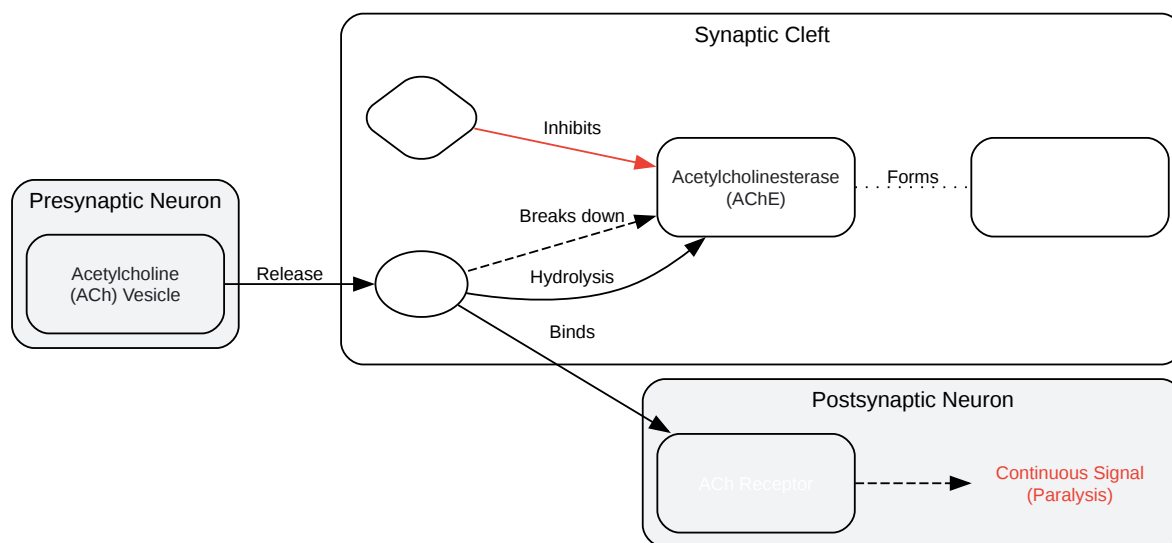 Synaptic Cleft
Inhibits
Acetylcholinesterase
(AChE)
Forms
Presynaptic Neuron
Breaks down
Acetylcholine
(ACh) Vesicle
Release
Hydrolysis
Binds
Postsynaptic Neuron
ACh Receptor
Continuous Signal
(Paralysis)